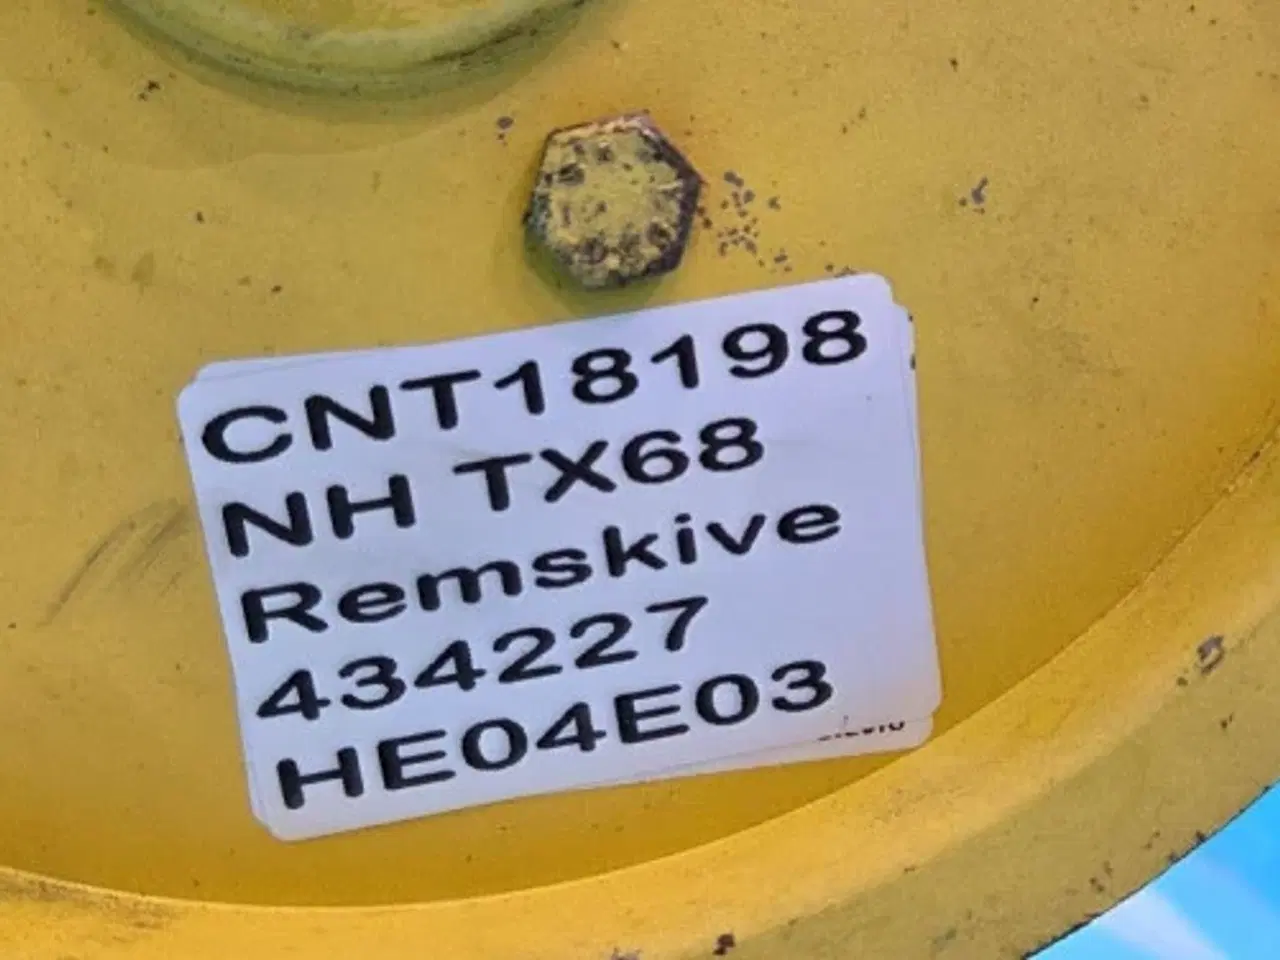 CNT18198
NH TX68
Remskive
434227
HE04E03